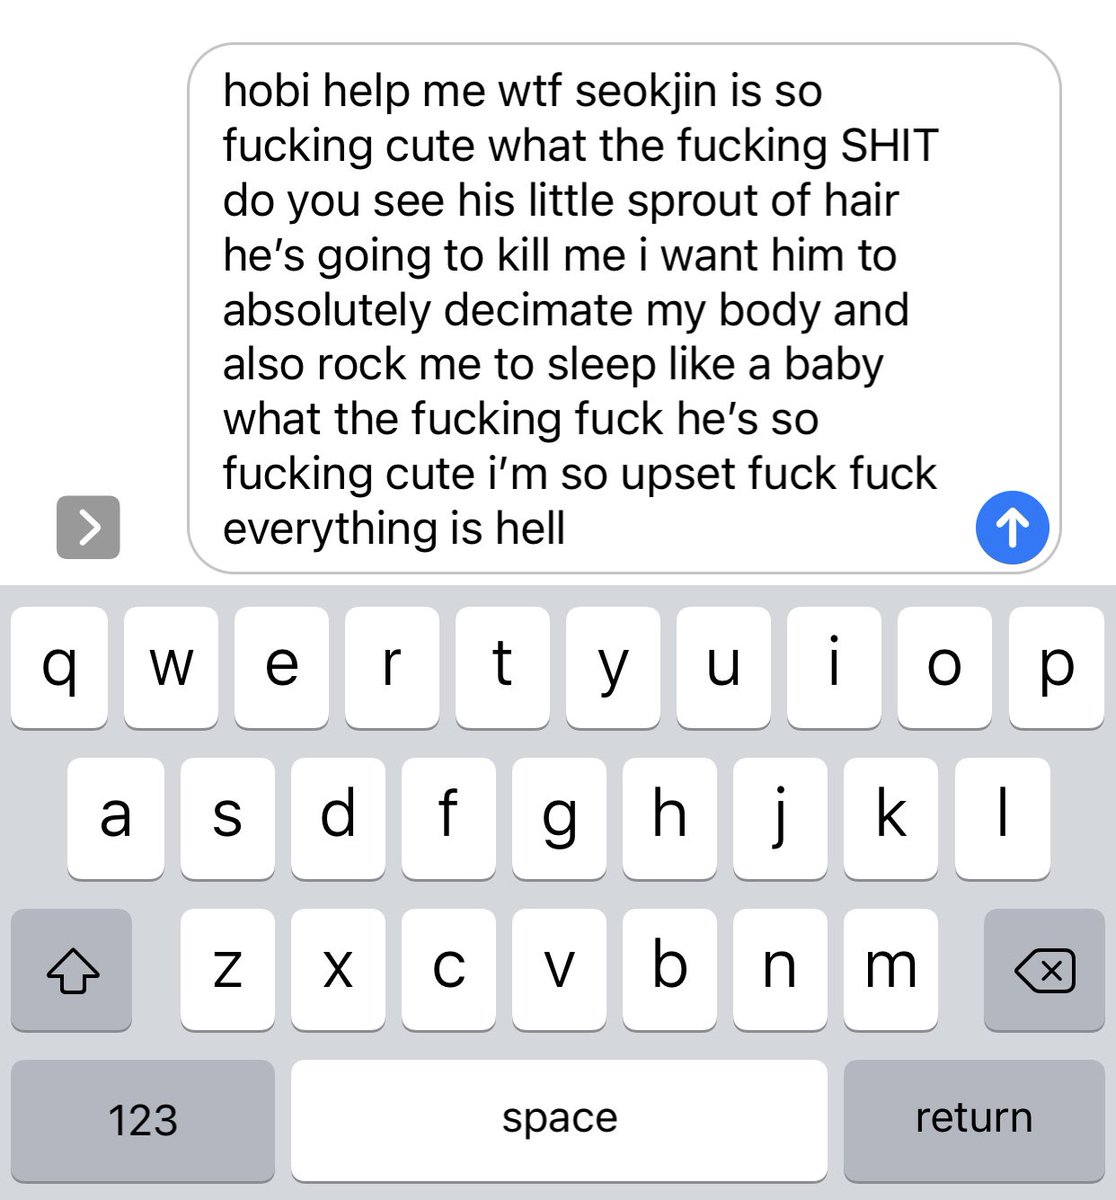 hobi help me wtf seokjin is so
fucking cute what the fucking SHIT
do you see his little sprout of hair
he’s going to kill me i want him to
absolutely decimate my body and
also rock me to sleep like a baby
what the fucking fuck he’s so
fucking cute i’m so upset fuck fuck
everything is hell
q w e r t y u i o p
a s d f g h j k l
z x c v b n m
123 space return